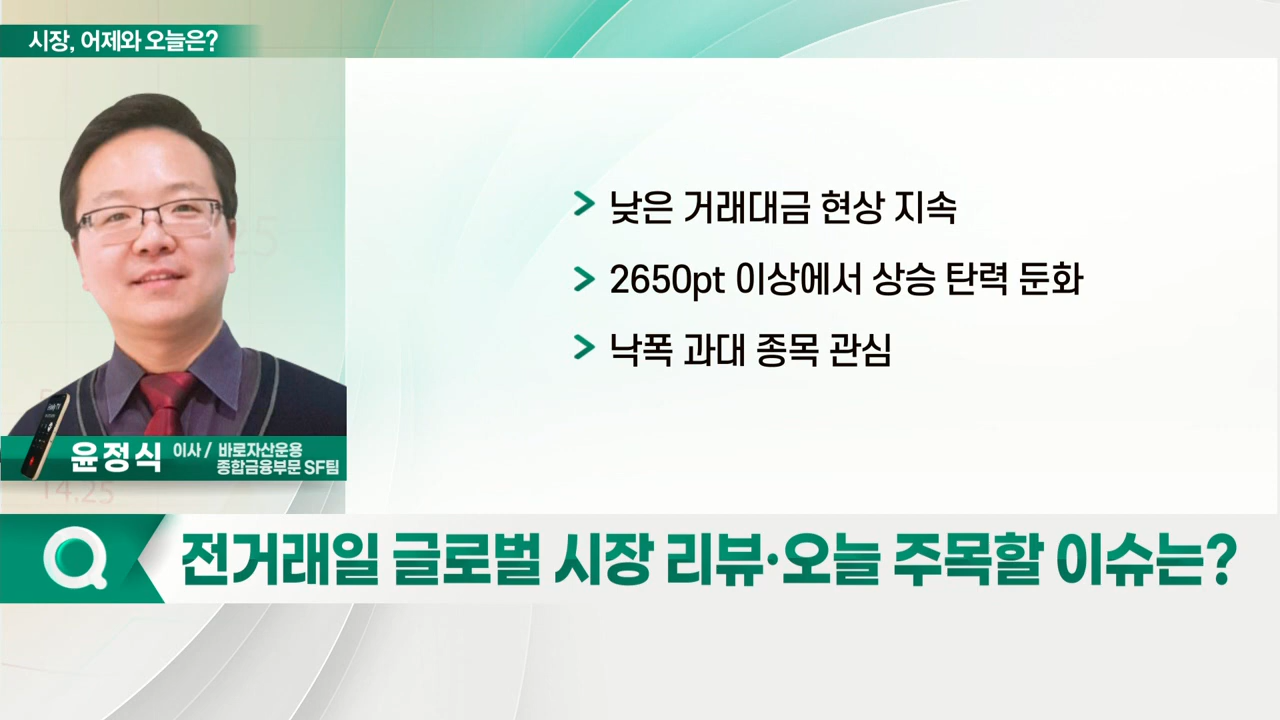 시장, 어제와 오늘은?
낮은 거래대금 현상 지속
2650pt 이상에서 상승 탄력 둔화
낙폭 과대 종목 관심
윤정식 이사 / 바로자산운용
종합금융부문 SF팀
14.25
Q 전거래일 글로벌 시장 리뷰·오늘 주목할 이슈는?